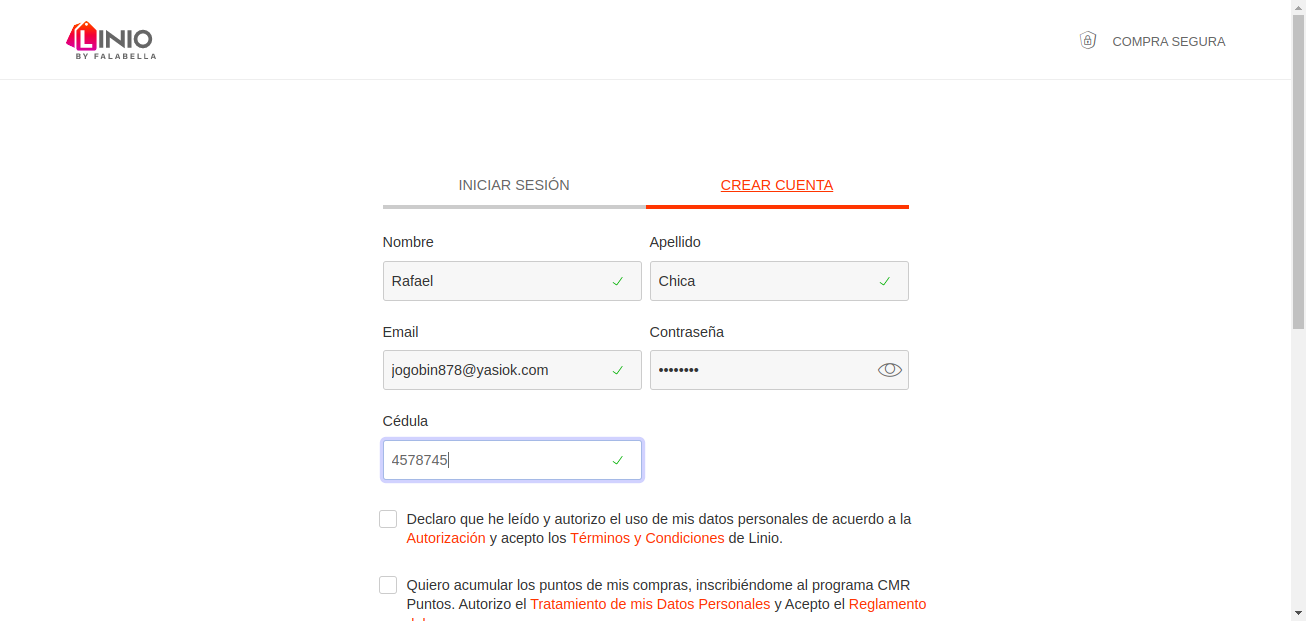 LINIO
BY FALABELLA
COMPRA SEGURA
INICIAR SESIÓN
CREAR CUENTA
Nombre
Apellido
Rafael
Chica
Email
Contraseña
jogobin878@yasiok.com
••••••••
Cédula
4578745
Declaro que he leído y autorizo el uso de mis datos personales de acuerdo a la
Autorización y acepto los Términos y Condiciones de Linio.
Quiero acumular los puntos de mis compras, inscribiéndome al programa CMR
Puntos. Autorizo el Tratamiento de mis Datos Personales y Acepto el Reglamento